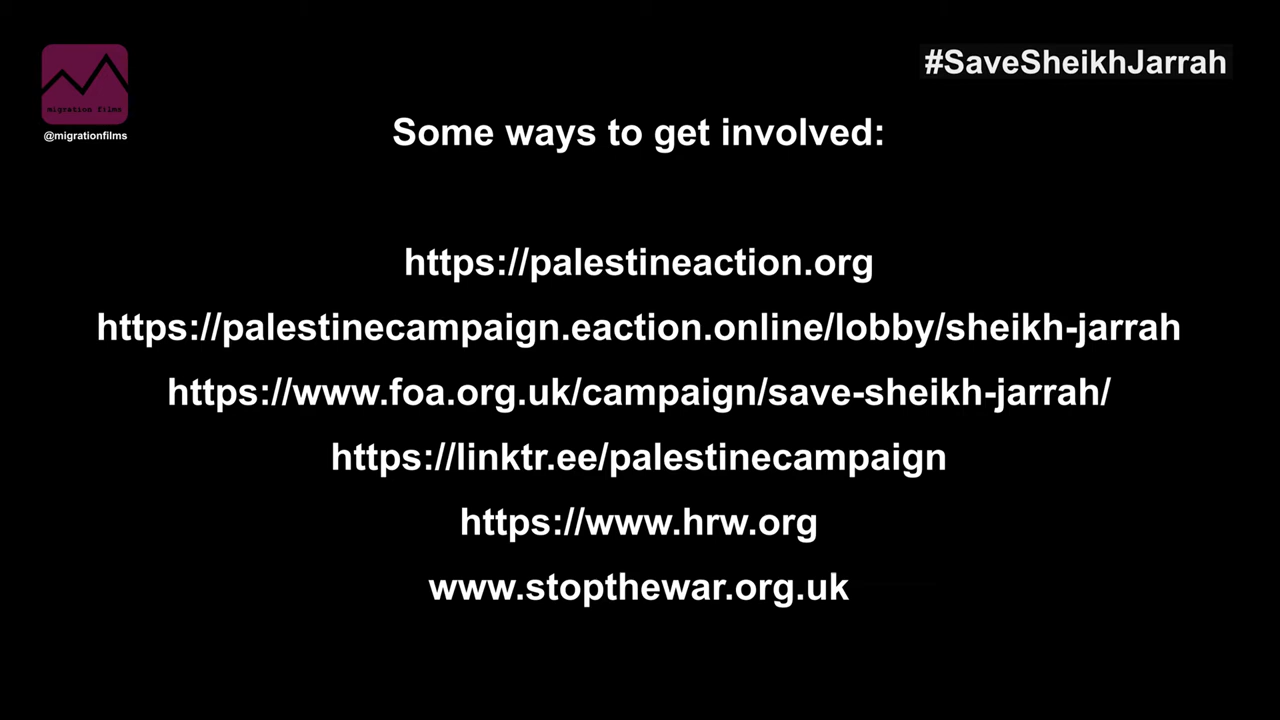 #SaveSheikhJarrah
migration films
@migrationfilms
Some ways to get involved:
https://palestineaction.org
https://palestinecampaign.eaction.online/lobby/sheikh-jarrah
https://www.foa.org.uk/campaign/save-sheikh-jarrah/
https://linktr.ee/palestinecampaign
https://www.hrw.org
www.stopthewar.org.uk